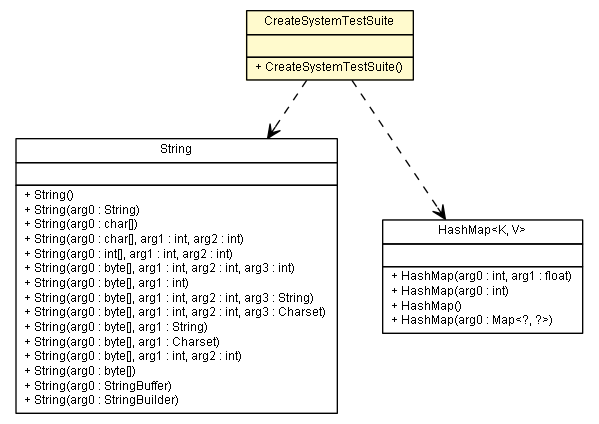 CreateSystemTestSuite
+ CreateSystemTestSuite()
String
+ String()
+ String(arg0 : String)
+ String(arg0 : char[])
+ String(arg0 : char[], arg1 : int, arg2 : int)
+ String(arg0 : int[], arg1 : int, arg2 : int)
+ String(arg0 : byte[], arg1 : int, arg2 : int, arg3 : int)
+ String(arg0 : byte[], arg1 : int)
+ String(arg0 : byte[], arg1 : int, arg2 : int, arg3 : String)
+ String(arg0 : byte[], arg1 : int, arg2 : int, arg3 : Charset)
+ String(arg0 : byte[], arg1 : String)
+ String(arg0 : byte[], arg1 : Charset)
+ String(arg0 : byte[], arg1 : int, arg2 : int)
+ String(arg0 : byte[])
+ String(arg0 : StringBuffer)
+ String(arg0 : StringBuilder)
HashMap<K, V>
+ HashMap(arg0 : int, arg1 : float)
+ HashMap(arg0 : int)
+ HashMap()
+ HashMap(arg0 : Map<?, ?>)